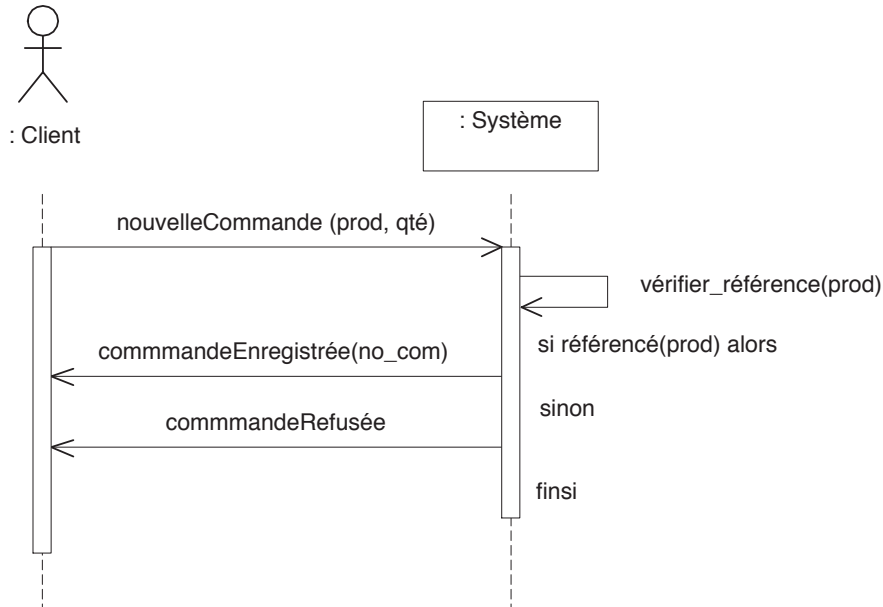 : Client
: Système
nouvelleCommande (prod, qté)
vérifier_référence(prod)
si référencé(prod) alors
commmandeEnregistrée(no_com)
sinon
commmandeRefusée
finsi